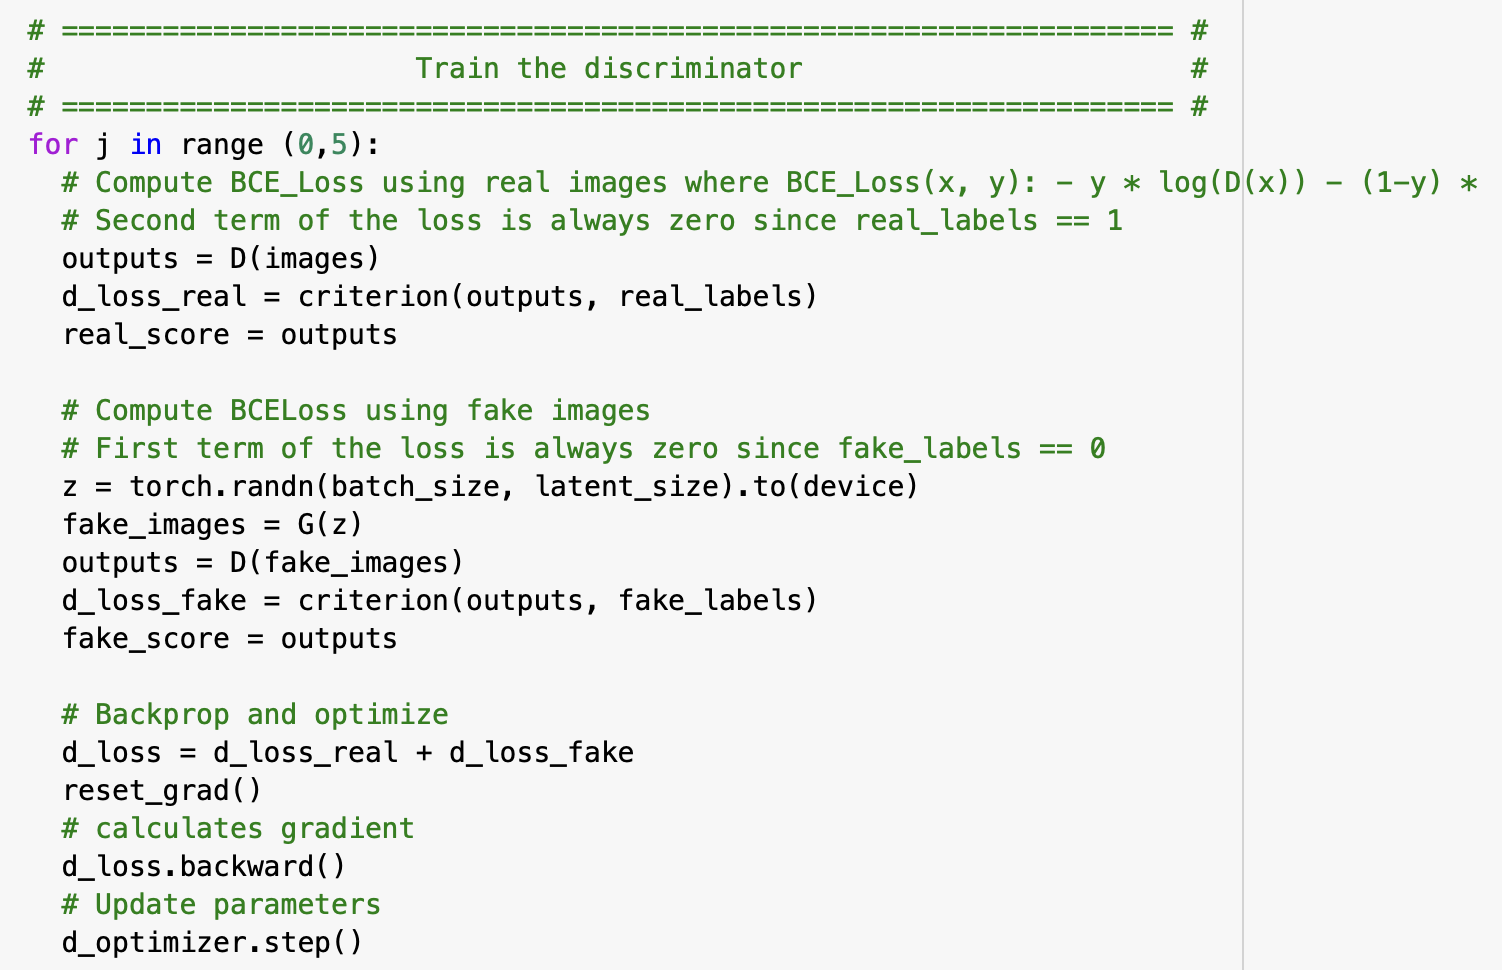 # ================================================================== #
#                      Train the discriminator                       #
# ================================================================== #
for j in range (0,5):
  # Compute BCE_Loss using real images where BCE_Loss(x, y): - y * log(D(x)) - (1-y) *
  # Second term of the loss is always zero since real_labels == 1
  outputs = D(images)
  d_loss_real = criterion(outputs, real_labels)
  real_score = outputs

  # Compute BCELoss using fake images
  # First term of the loss is always zero since fake_labels == 0
  z = torch.randn(batch_size, latent_size).to(device)
  fake_images = G(z)
  outputs = D(fake_images)
  d_loss_fake = criterion(outputs, fake_labels)
  fake_score = outputs

  # Backprop and optimize
  d_loss = d_loss_real + d_loss_fake
  reset_grad()
  # calculates gradient
  d_loss.backward()
  # Update parameters
  d_optimizer.step()